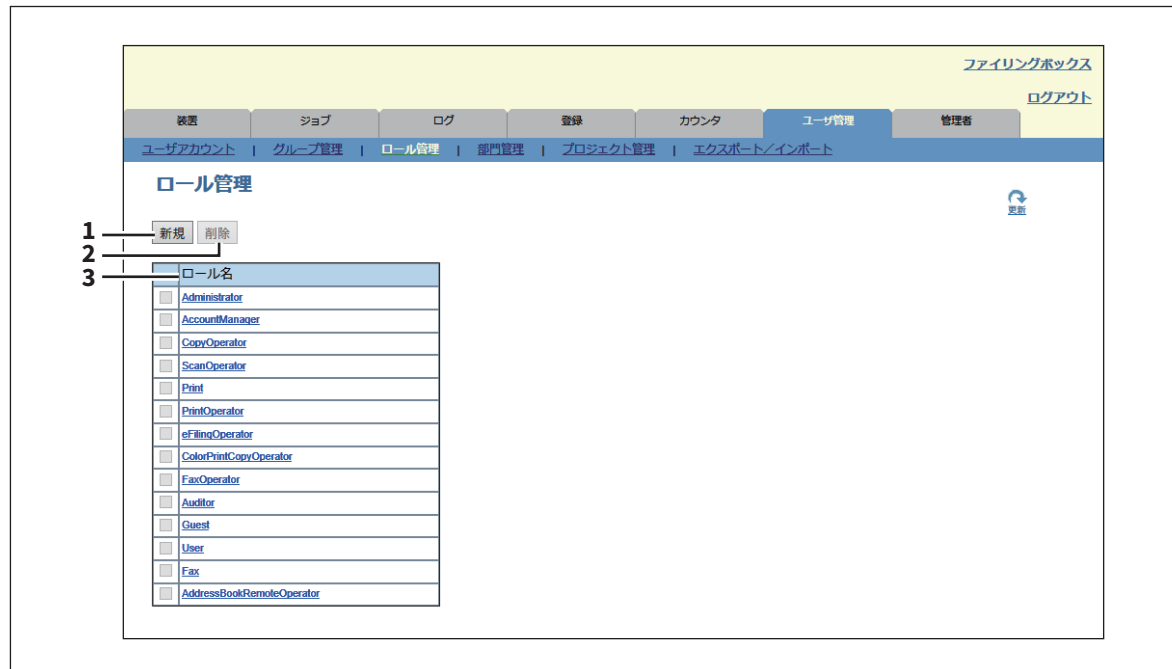 ファイリングボックス
ログアウト
装置 ジョブ ログ 登録 カウンタ ユーザ管理 管理者
ユーザアカウント | グループ管理 | ロール管理 | 部門管理 | プロジェクト管理 | エクスポート／インポート
ロール管理
更新
1 新規 削除
2
3 ロール名
Administrator
AccountManager
CopyOperator
ScanOperator
Print
PrintOperator
eFilingOperator
ColorPrintCopyOperator
FaxOperator
Auditor
Guest
User
Fax
AddressBookRemoteOperator